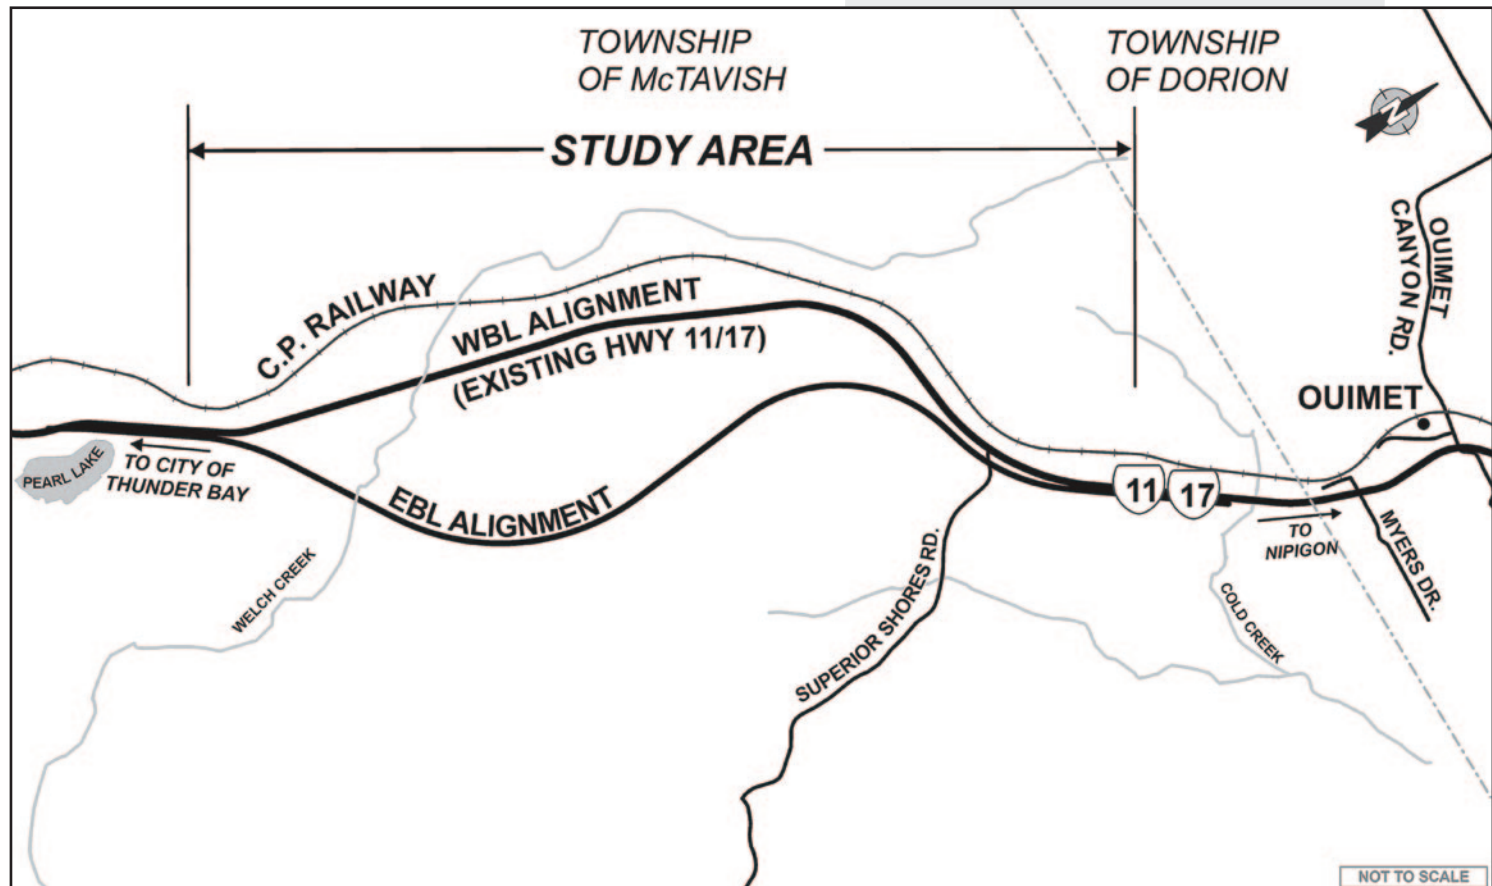 TOWNSHIP
OF McTAVISH
TOWNSHIP
OF DORION
N
STUDY AREA
OUIMET
CANYON RD.
C.P. RAILWAY
WBL ALIGNMENT
(EXISTING HWY 11/17)
OUIMET
PEARL LAKE
TO CITY OF
THUNDER BAY
EBL ALIGNMENT
11
17
TO
NIPIGON
MYERS DR.
WELCH CREEK
SUPERIOR SHORES RD.
COLD CREEK
NOT TO SCALE